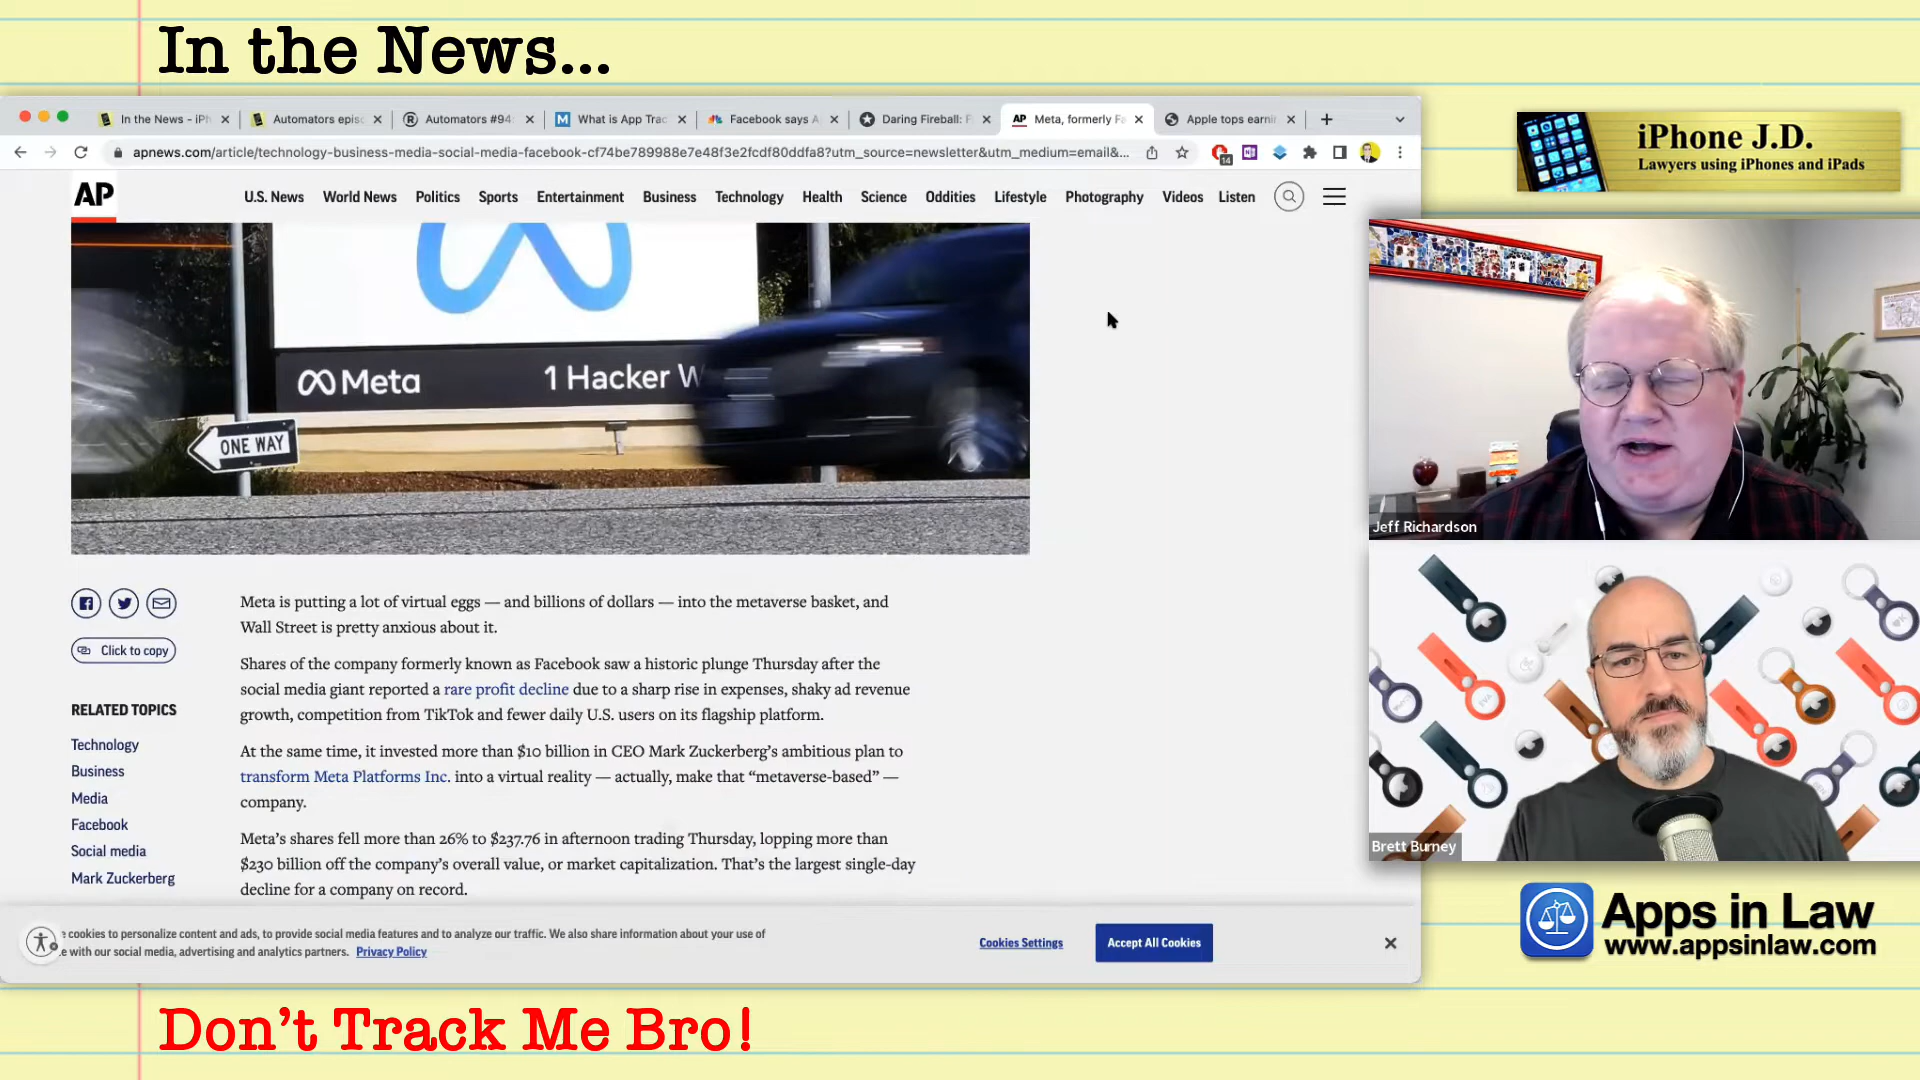 In the News...
In the News - iPh
Automators epis
Automators #94:
What is App Trac
Facebook says A
Daring Fireball: F
AP Meta, formerly Fa
Apple tops earni
apnews.com/article/technology-business-media-social-media-facebook-cf74be789988e7e48f3e2fcdf80ddfa8?utm_source=newsletter&utm_medium=email&...
14
AP
U.S. News
World News
Politics
Sports
Entertainment
Business
Technology
Health
Science
Oddities
Lifestyle
Photography
Videos
Listen
iPhone J.D.
Lawyers using iPhones and iPads
Meta
1 Hacker W
ONE WAY
Jeff Richardson
Click to copy
RELATED TOPICS
Technology
Business
Media
Facebook
Social media
Mark Zuckerberg
Meta is putting a lot of virtual eggs — and billions of dollars — into the metaverse basket, and
Wall Street is pretty anxious about it.
Shares of the company formerly known as Facebook saw a historic plunge Thursday after the
social media giant reported a rare profit decline due to a sharp rise in expenses, shaky ad revenue
growth, competition from TikTok and fewer daily U.S. users on its flagship platform.
At the same time, it invested more than $10 billion in CEO Mark Zuckerberg's ambitious plan to
transform Meta Platforms Inc. into a virtual reality — actually, make that “metaverse-based” —
company.
Meta's shares fell more than 26% to $237.76 in afternoon trading Thursday, lopping more than
$230 billion off the company's overall value, or market capitalization. That's the largest single-day
decline for a company on record.
Brett Burney
cookies to personalize content and ads, to provide social media features and to analyze our traffic. We also share information about your use of
with our social media, advertising and analytics partners. Privacy Policy
Cookies Settings
Accept All Cookies
Apps in Law
www.appsinlaw.com
Don't Track Me Bro!